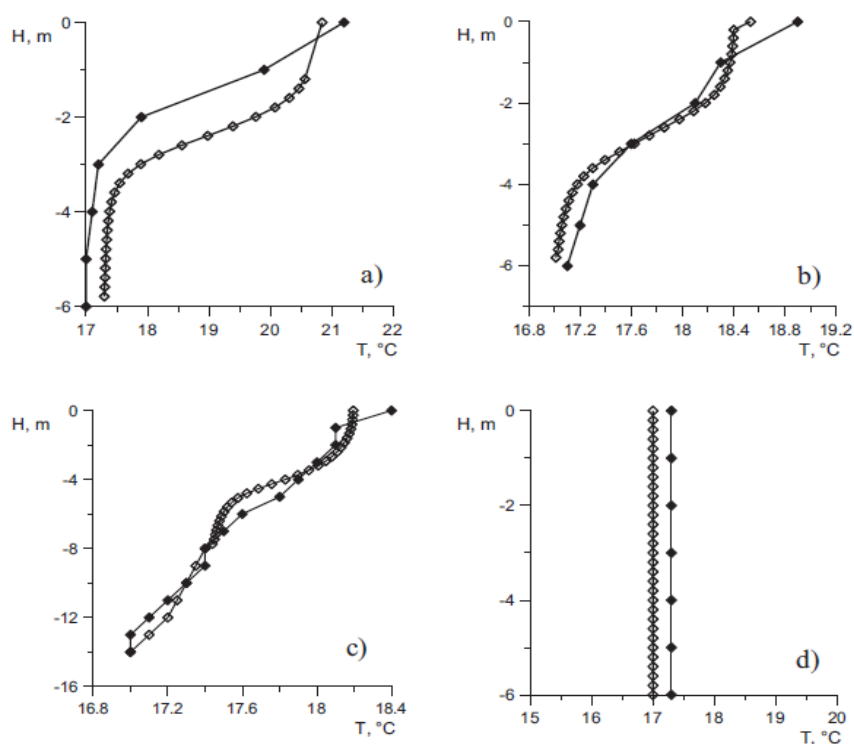 H, m
0
-2
-4
-6
17 18 19 20 21 22
T, °C
a)
H, m
0
-2
-4
-6
16.8 17.2 17.6 18 18.4 18.8 19.2
T, °C
b)
H, m
0
-4
-8
-12
-16
16.8 17.2 17.6 18 18.4
T, °C
c)
H, m
0
-2
-4
-6
15 16 17 18 19 20
T, °C
d)